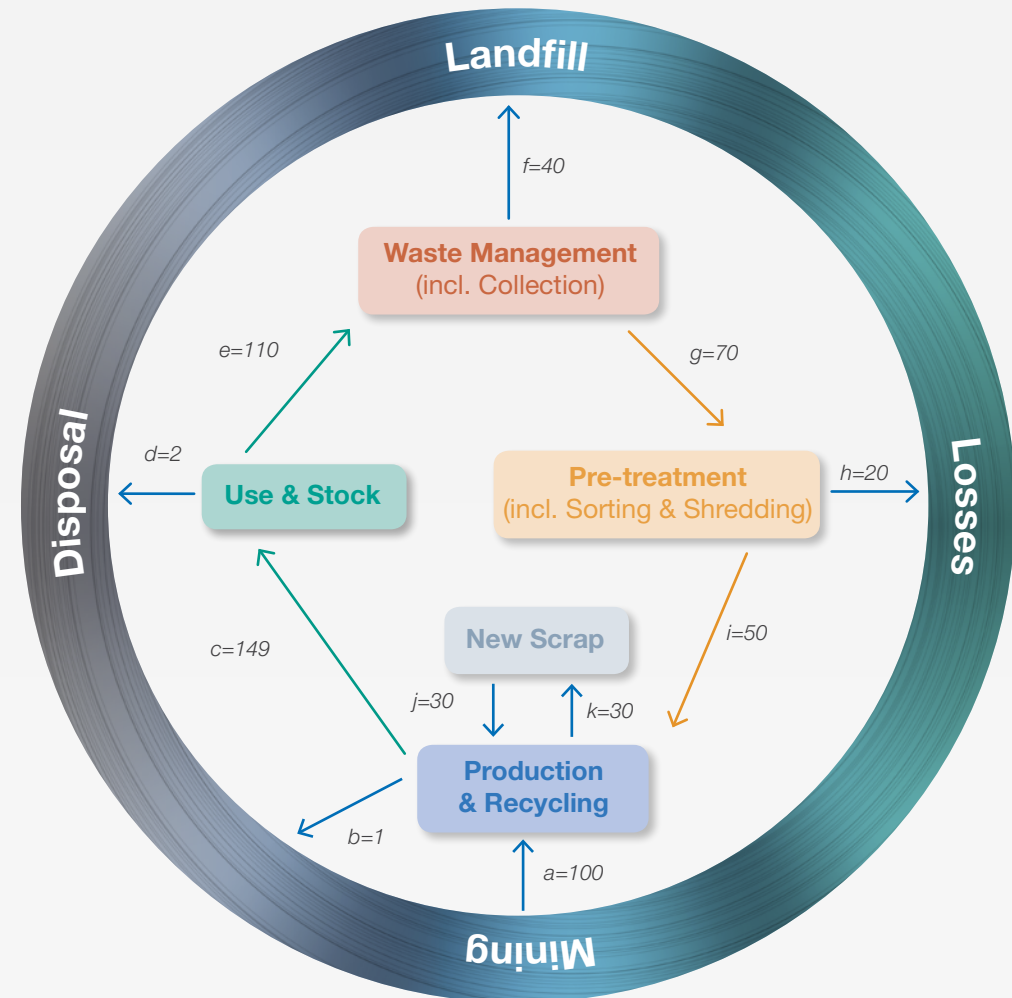 Landfill
f=40
Waste Management
(incl. Collection)
e=110
g=70
Disposal
d=2
Use & Stock
Pre-treatment
(incl. Sorting & Shredding)
h=20
Losses
New Scrap
i=50
c=149
j=30
k=30
Production
& Recycling
b=1
a=100
Mining